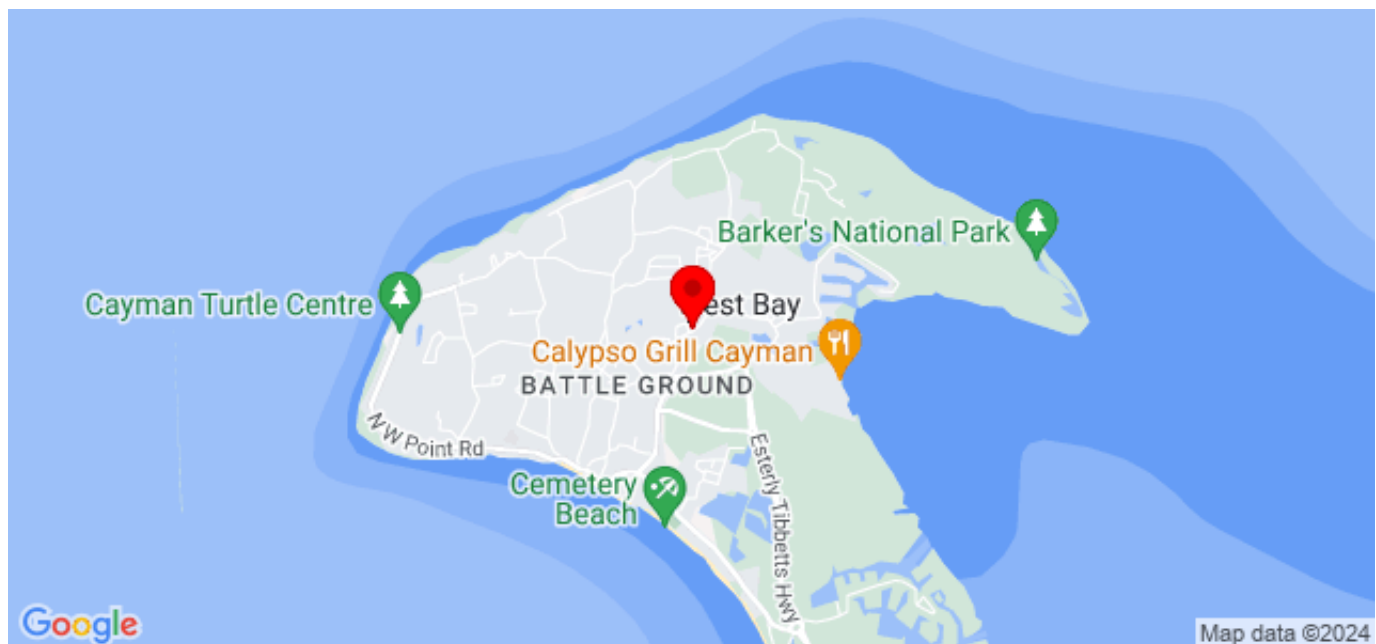 Barker's National Park
Cayman Turtle Centre
est Bay
Calypso Grill Cayman
BATTLE GROUND
NW Point Rd
Esterly Tibbetts Hwy
Cemetery
Beach
Google
Map data ©2024